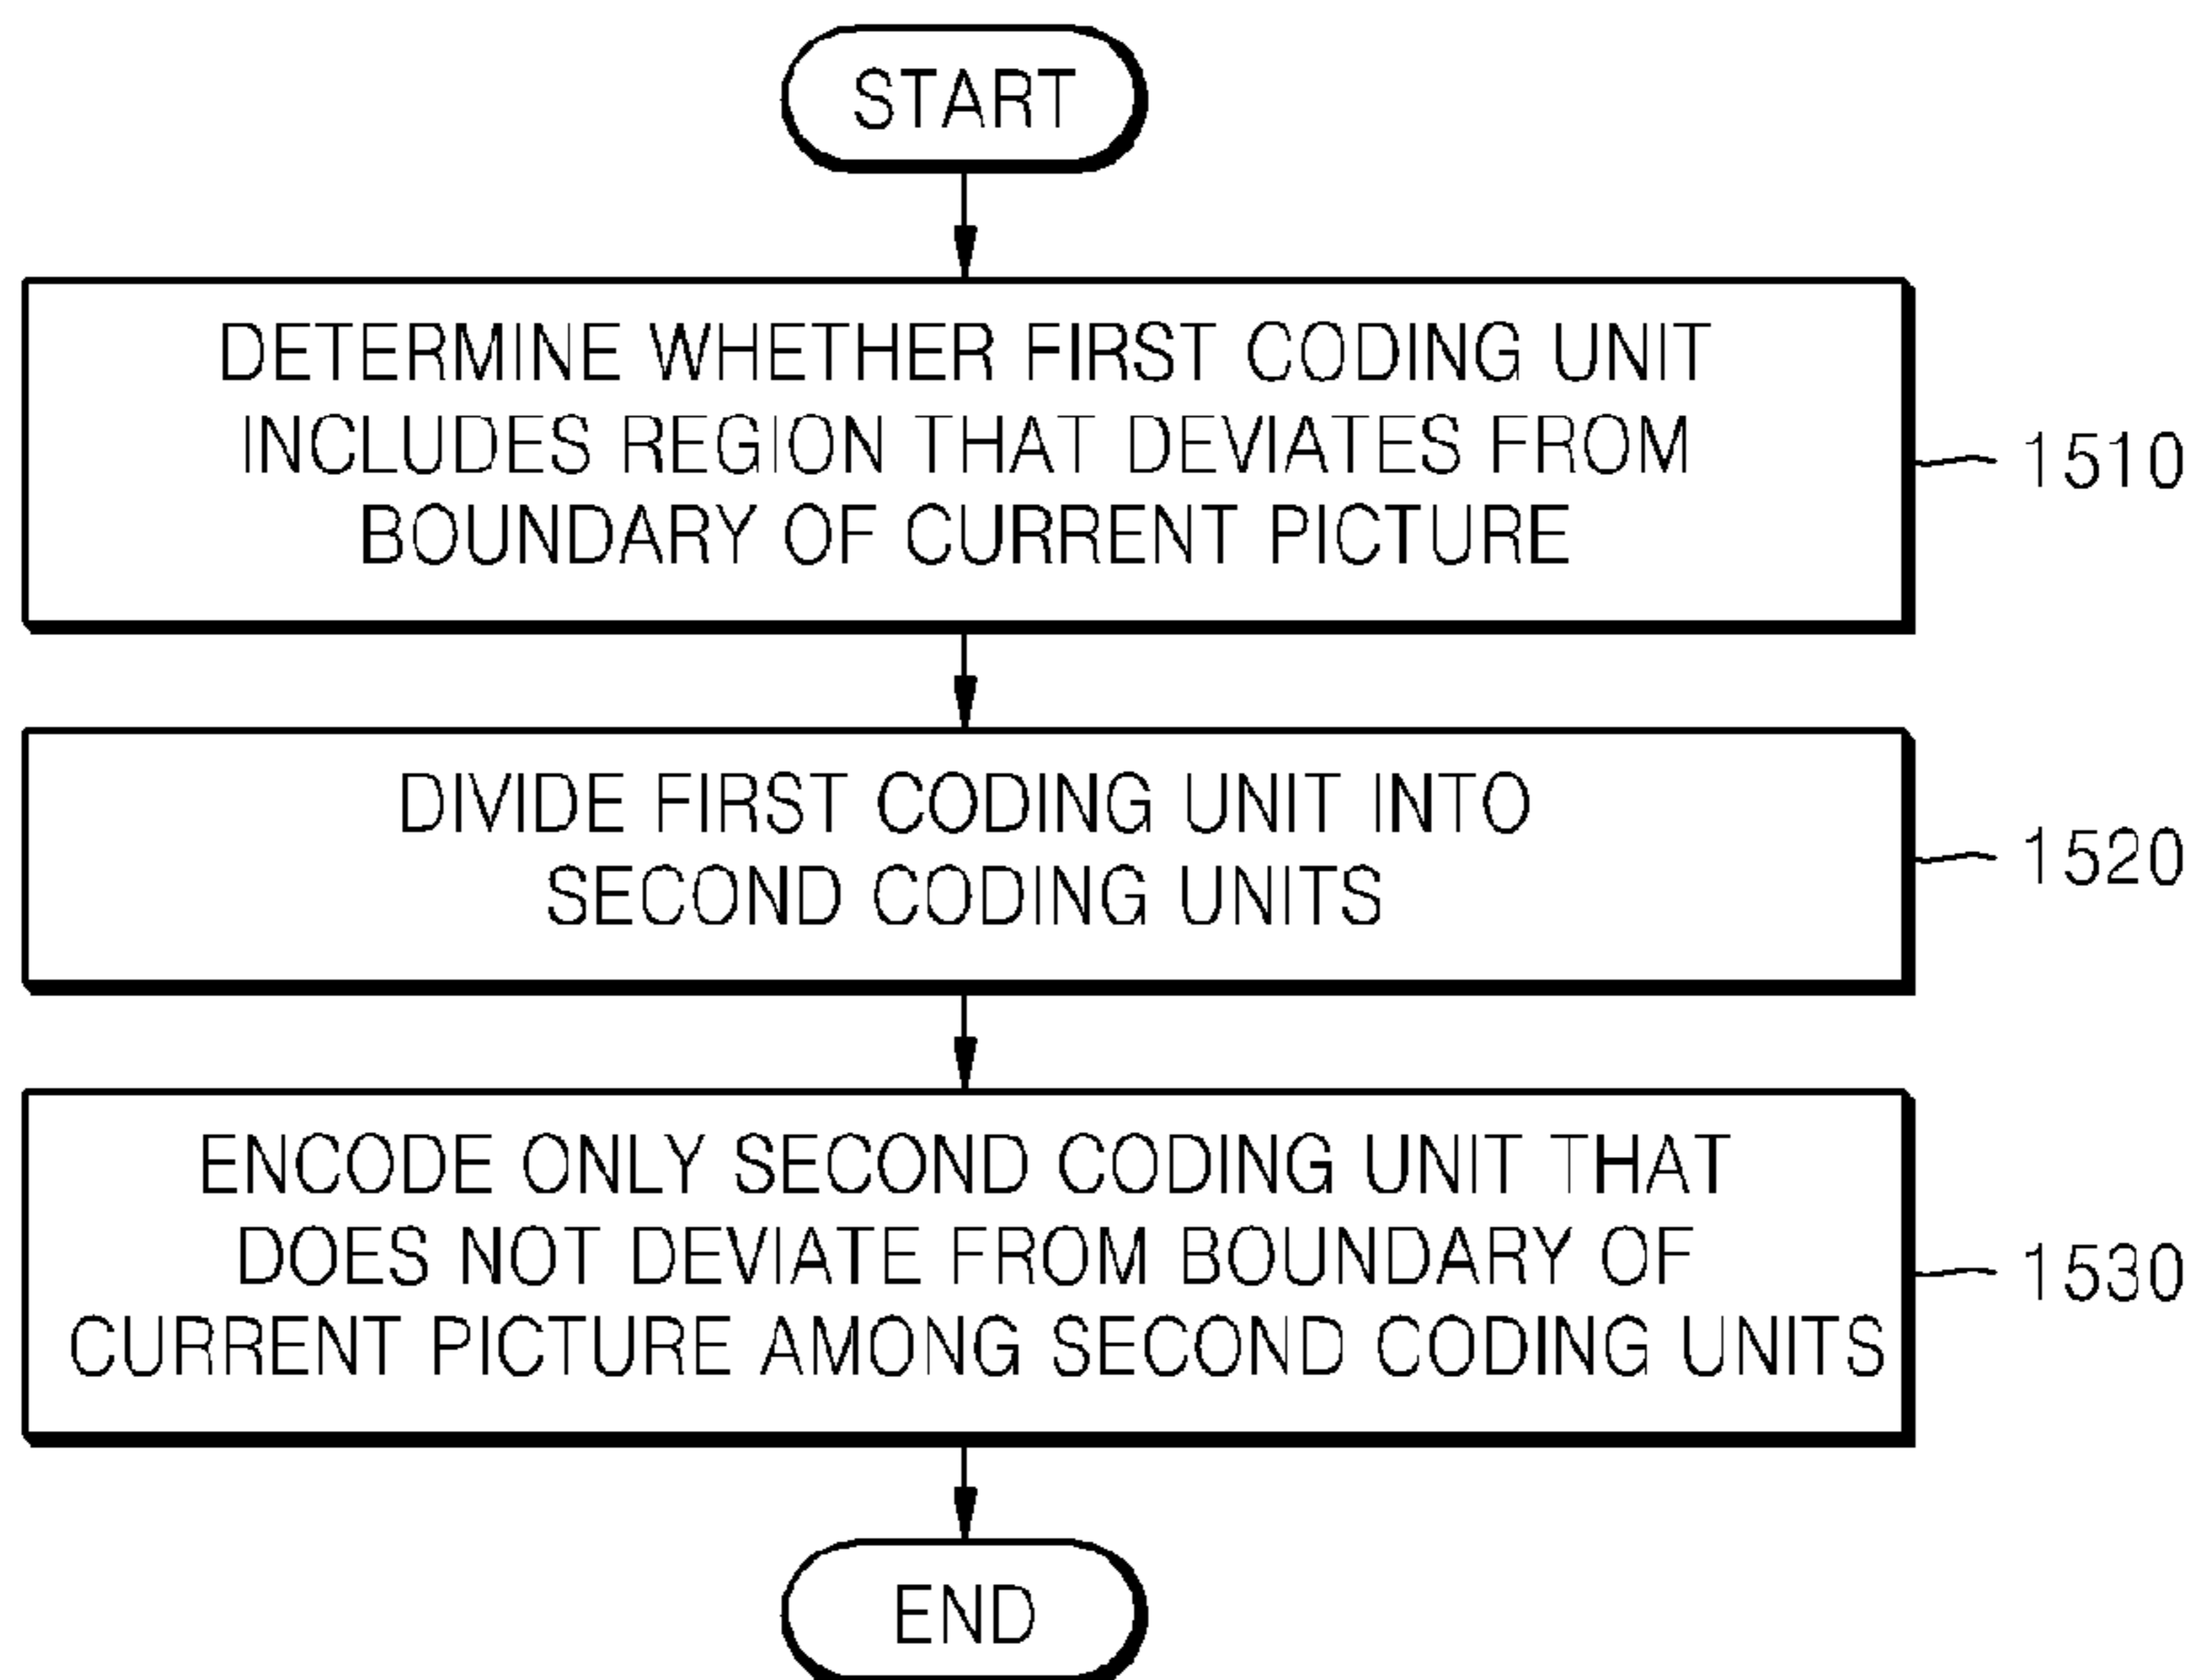 START
DETERMINE WHETHER FIRST CODING UNIT
INCLUDES REGION THAT DEVIATES FROM
BOUNDARY OF CURRENT PICTURE
1510
DIVIDE FIRST CODING UNIT INTO
SECOND CODING UNITS
1520
ENCODE ONLY SECOND CODING UNIT THAT
DOES NOT DEVIATE FROM BOUNDARY OF
CURRENT PICTURE AMONG SECOND CODING UNITS
1530
END